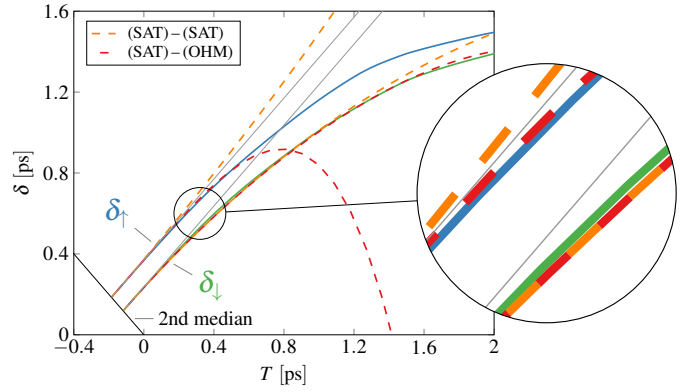 1.6
1.2
0.8
0.4
0
δ [ps]
(SAT) – (SAT)
(SAT) – (OHM)
δ↑
δ↓
2nd median
−0.4
0
0.4
0.8
1.2
1.6
2
T [ps]